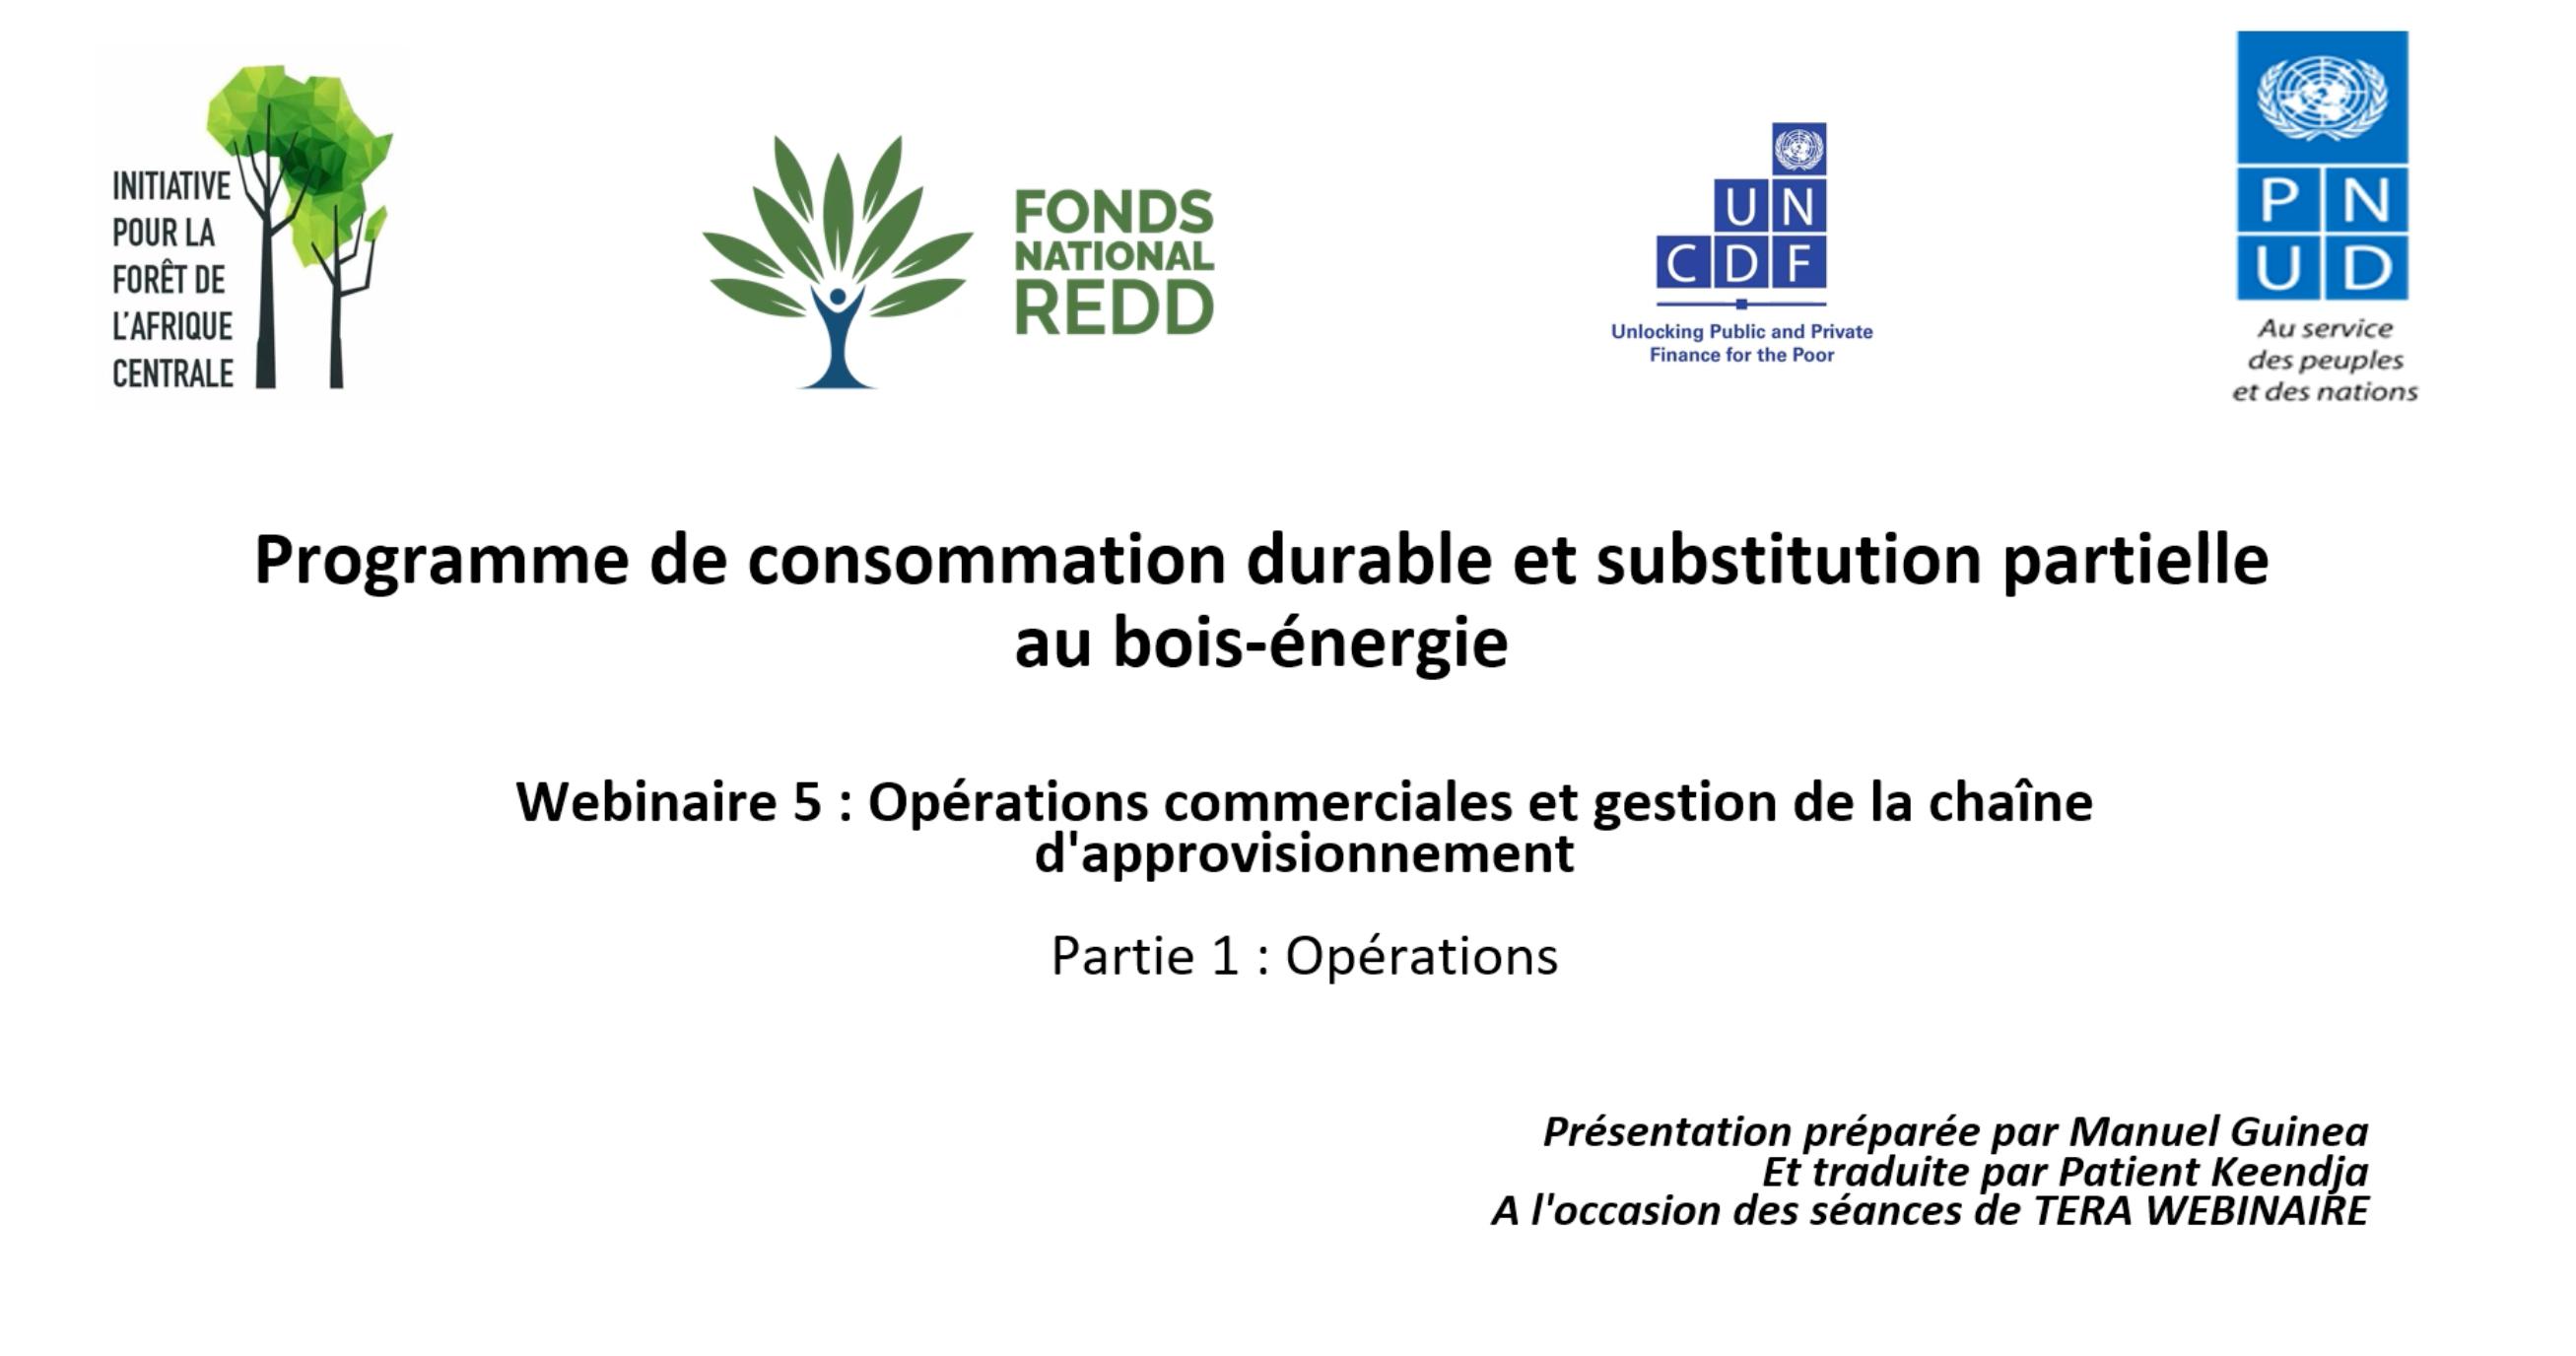 INITIATIVE
POUR LA
FORÊT DE
L'AFRIQUE
CENTRALE
FONDS
NATIONAL
REDD
UN
CDF
Unlocking Public and Private
Finance for the Poor
PN
UD
Au service
des peuples
et des nations
Programme de consommation durable et substitution partielle
au bois-énergie
Webinaire 5 : Opérations commerciales et gestion de la chaîne
d'approvisionnement
Partie 1 : Opérations
Présentation préparée par Manuel Guinea
Et traduite par Patient Keendja
A l'occasion des séances de TERA WEBINAIRE